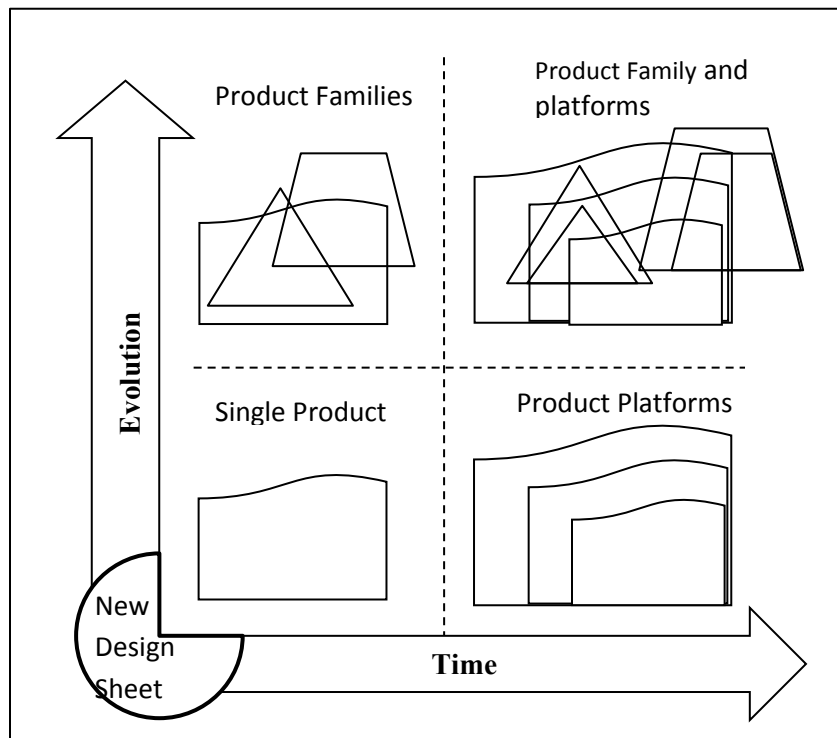 Product Families
Product Family and
platforms
Evolution
Single Product
Product Platforms
New
Design
Sheet
Time